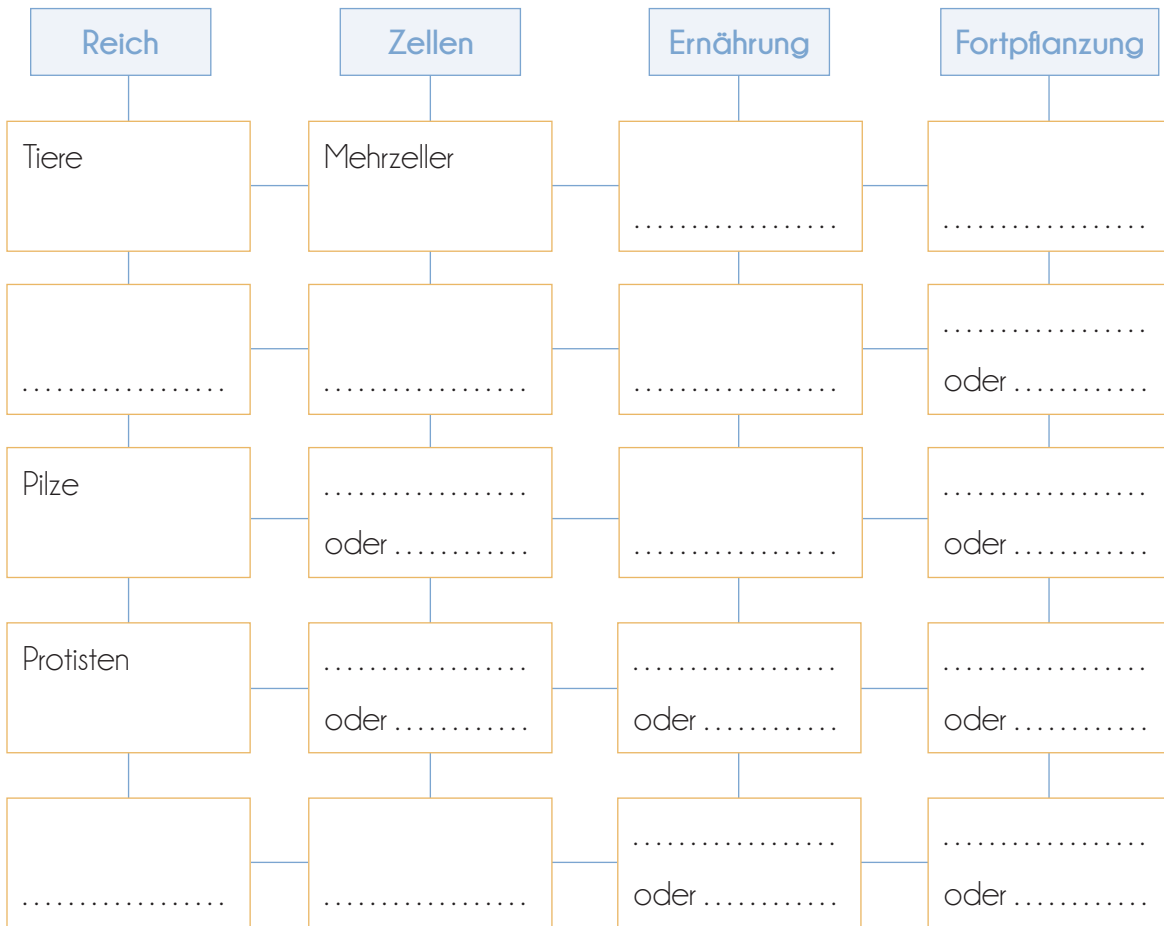 Reich Zellen Ernährung Fortpflanzung
Tiere Mehrzeller
.................. ..................
..................
.................. .................. ..................
oder ............
Pilze .................. ..................
oder ............ .................. oder ............
Protisten .................. .................. ..................
oder ............ oder ............ oder ............
.................. ..................
.................. .................. oder ............ oder ............